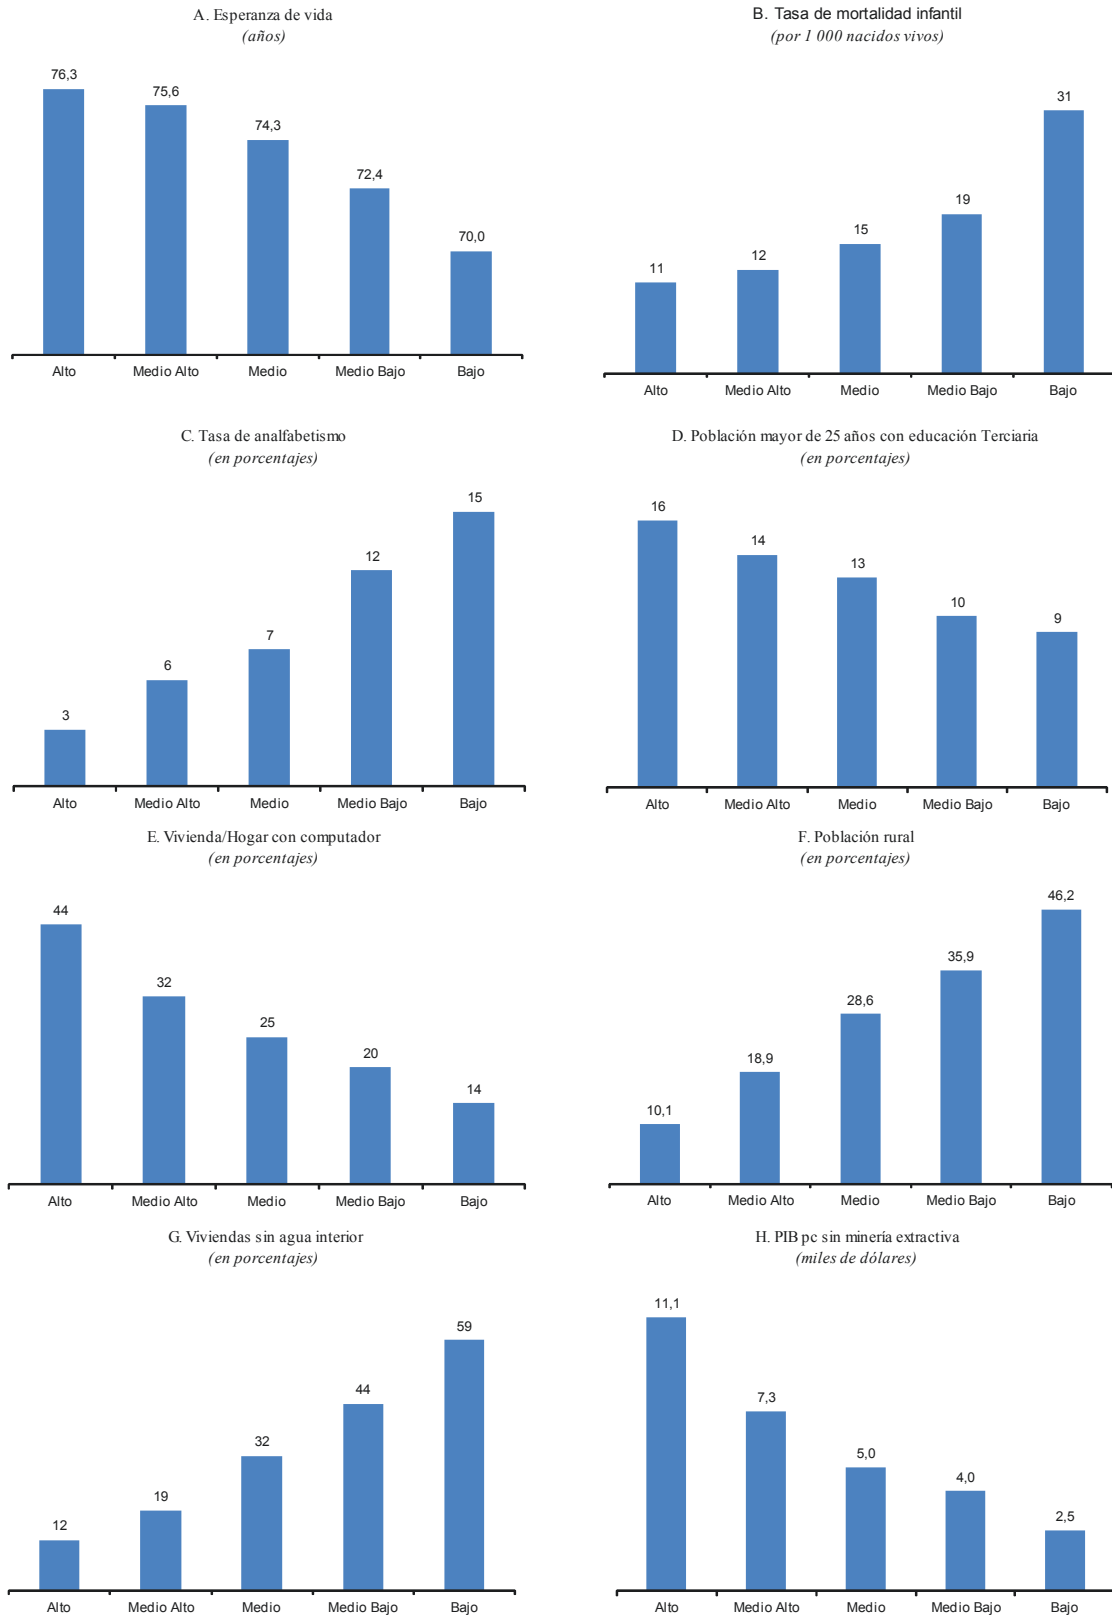 A. Esperanza de vida
(años)
76,3
75,6
74,3
72,4
70,0
Alto Medio Alto Medio Medio Bajo Bajo
B. Tasa de mortalidad infantil
(por 1 000 nacidos vivos)
11
12
15
19
31
Alto Medio Alto Medio Medio Bajo Bajo
C. Tasa de analfabetismo
(en porcentajes)
3
6
7
12
15
Alto Medio Alto Medio Medio Bajo Bajo
D. Población mayor de 25 años con educación Terciaria
(en porcentajes)
16
14
13
10
9
Alto Medio Alto Medio Medio Bajo Bajo
E. Vivienda/Hogar con computador
(en porcentajes)
44
32
25
20
14
Alto Medio Alto Medio Medio Bajo Bajo
F. Población rural
(en porcentajes)
10,1
18,9
28,6
35,9
46,2
Alto Medio Alto Medio Medio Bajo Bajo
G. Viviendas sin agua interior
(en porcentajes)
12
19
32
44
59
Alto Medio Alto Medio Medio Bajo Bajo
H. PIB pc sin minería extractiva
(miles de dólares)
11,1
7,3
5,0
4,0
2,5
Alto Medio Alto Medio Medio Bajo Bajo